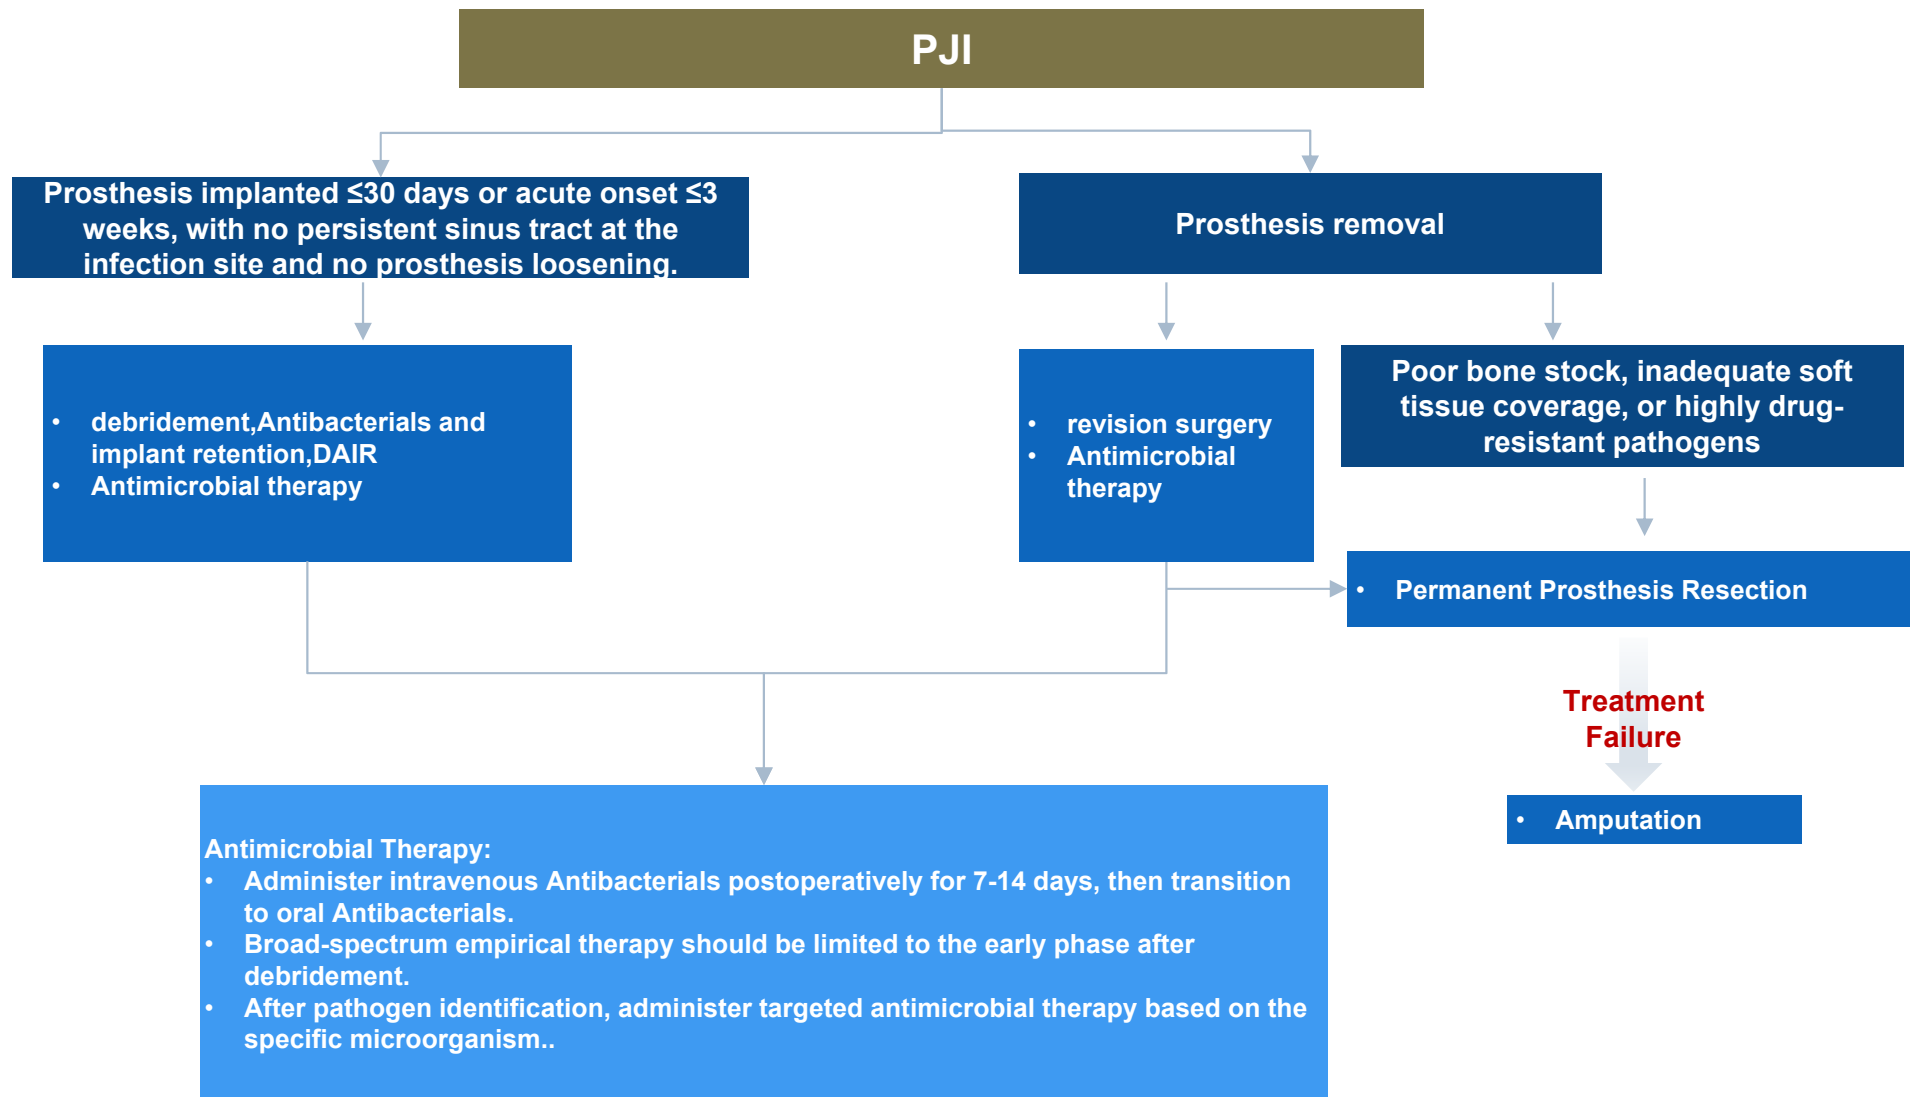 PJI
Prosthesis implanted ≤30 days or acute onset ≤3
weeks, with no persistent sinus tract at the
infection site and no prosthesis loosening.
Prosthesis removal
• debridement,Antibacterials and
implant retention,DAIR
• Antimicrobial therapy
• revision surgery
• Antimicrobial
therapy
Poor bone stock, inadequate soft
tissue coverage, or highly drug-
resistant pathogens
• Permanent Prosthesis Resection
Treatment
Failure
• Amputation
Antimicrobial Therapy:
• Administer intravenous Antibacterials postoperatively for 7-14 days, then transition
to oral Antibacterials.
• Broad-spectrum empirical therapy should be limited to the early phase after
debridement.
• After pathogen identification, administer targeted antimicrobial therapy based on the
specific microorganism..